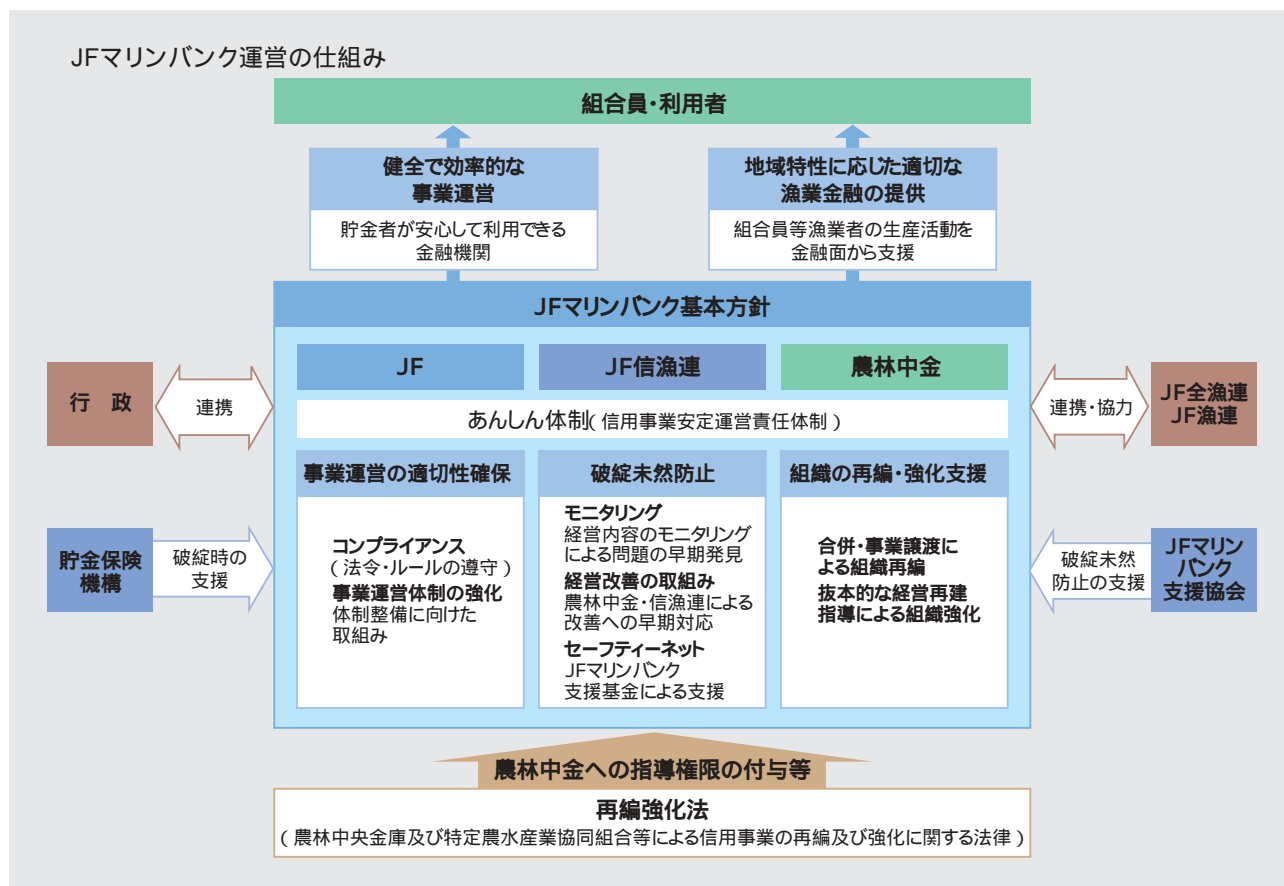 JFマリンバンク運営の仕組み
組合員・利用者
健全で効率的な
事業運営
貯金者が安心して利用できる
金融機関
地域特性に応じた適切な
漁業金融の提供
組合員等漁業者の生産活動を
金融面から支援
JFマリンバンク基本方針
JF
JF信漁連
農林中金
あんしん体制(信用事業安定運営責任体制)
行 政
連携
連携・協力
JF全漁連
JF漁連
事業運営の適切性確保
コンプライアンス
(法令・ルールの遵守)
事業運営体制の強化
体制整備に向けた
取組み
破綻未然防止
モニタリング
経営内容のモニタリング
による問題の早期発見
経営改善の取組み
農林中金・信漁連による
改善への早期対応
セーフティーネット
JFマリンバンク
支援基金による支援
組織の再編・強化支援
合併・事業譲渡に
よる組織再編
抜本的な経営再建
指導による組織強化
貯金保険
機構
破綻時の
支援
破綻未然
防止の支援
JFマリン
バンク
支援協会
農林中金への指導権限の付与等
再編強化法
(農林中央金庫及び特定農水産業協同組合等による信用事業の再編及び強化に関する法律)